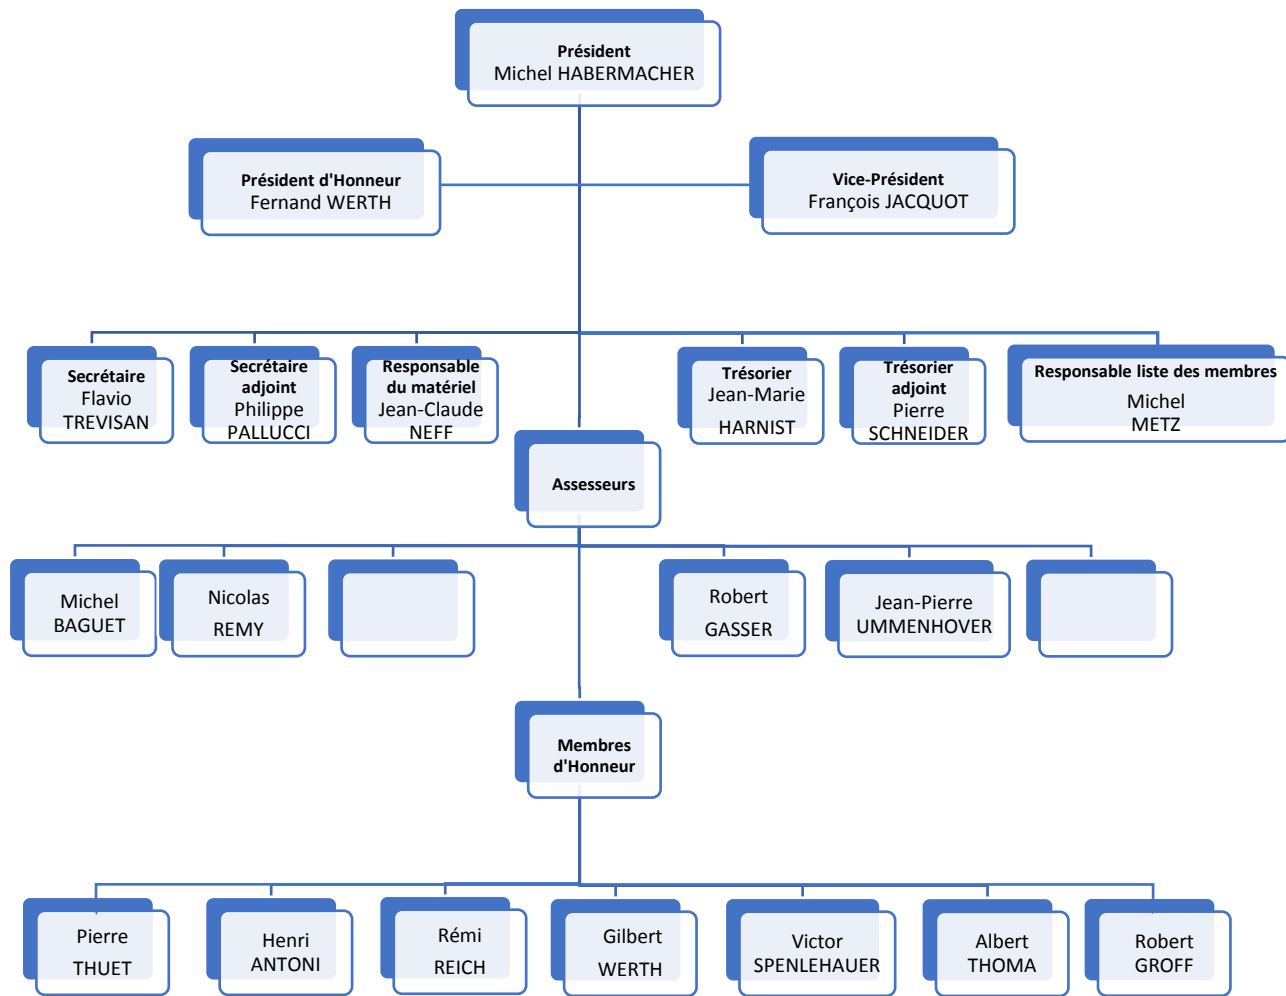 Président
Michel HABERMACHER
Président d'Honneur
Fernand WERTH
Vice-Président
François JACQUOT
Secrétaire
Flavio
TREVISAN
Secrétaire
adjoint
Philippe
PALLUCCI
Responsable
du matériel
Jean-Claude
NEFF
Trésorier
Jean-Marie
HARNIST
Trésorier
adjoint
Pierre
SCHNEIDER
Responsable liste des membres
Michel
METZ
Assesseurs
Michel
BAGUET
Nicolas
REMY
Robert
GASSER
Jean-Pierre
UMMENHOVER
Membres
d'Honneur
Pierre
THUET
Henri
ANTONI
Rémi
REICH
Gilbert
WERTH
Victor
SPENLEHAUER
Albert
THOMA
Robert
GROFF